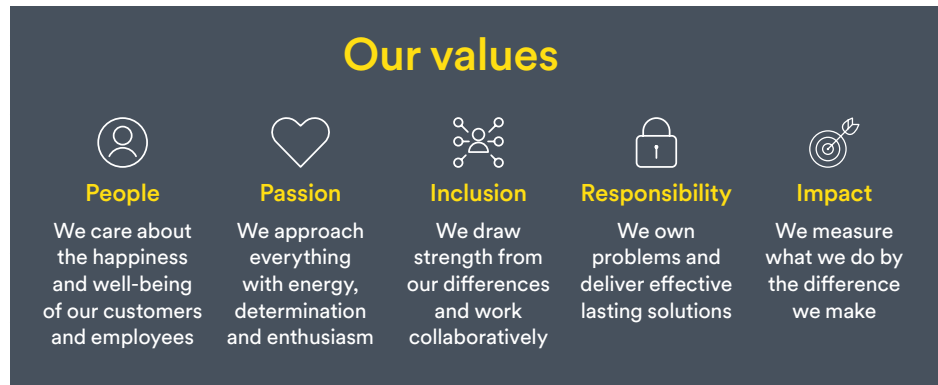 Our values
People
We care about
the happiness
and well-being
of our customers
and employees
Passion
We approach
everything
with energy,
determination
and enthusiasm
Inclusion
We draw
strength from
our differences
and work
collaboratively
Responsibility
We own
problems and
deliver effective
lasting solutions
Impact
We measure
what we do by
the difference
we make